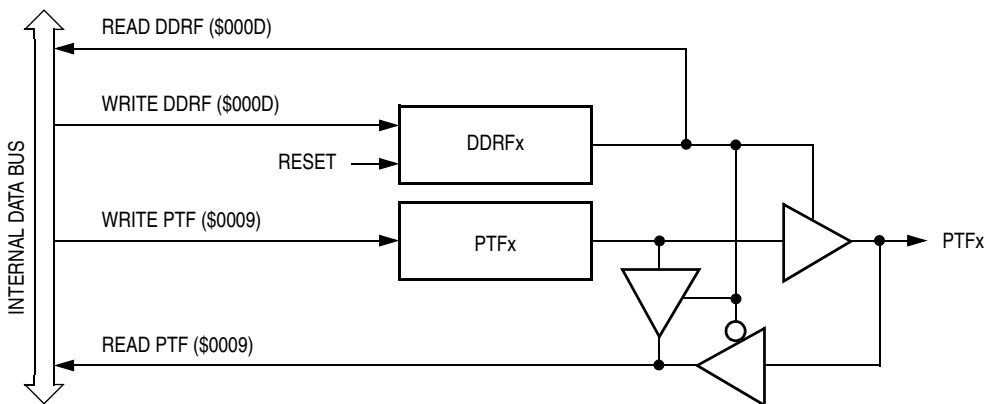 READ DDRF ($000D)
WRITE DDRF ($000D)
DDRFx
RESET
INTERNAL DATA BUS
WRITE PTF ($0009)
PTFx
PTFx
READ PTF ($0009)